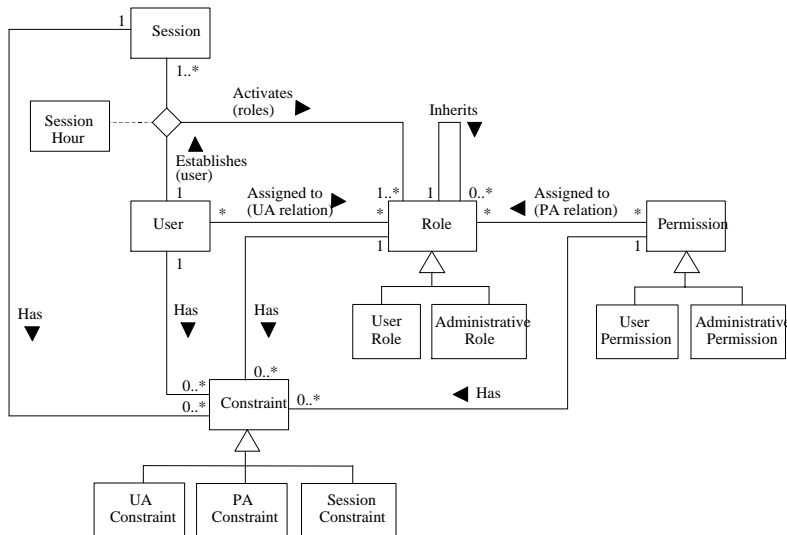 1
Session
1..*
Activates
(roles)
Inherits
Session
Hour
Establishes
(user)
1
Assigned to
(UA relation)
1..*
1
0..*
Assigned to
(PA relation)
User
*
*
Role
*
*
Permission
1
1
1
Has
Has
Has
User
Role
Administrative
Role
User
Permission
Administrative
Permission
0..*
0..*
0..*
Constraint
0..*
Has
UA
Constraint
PA
Constraint
Session
Constraint